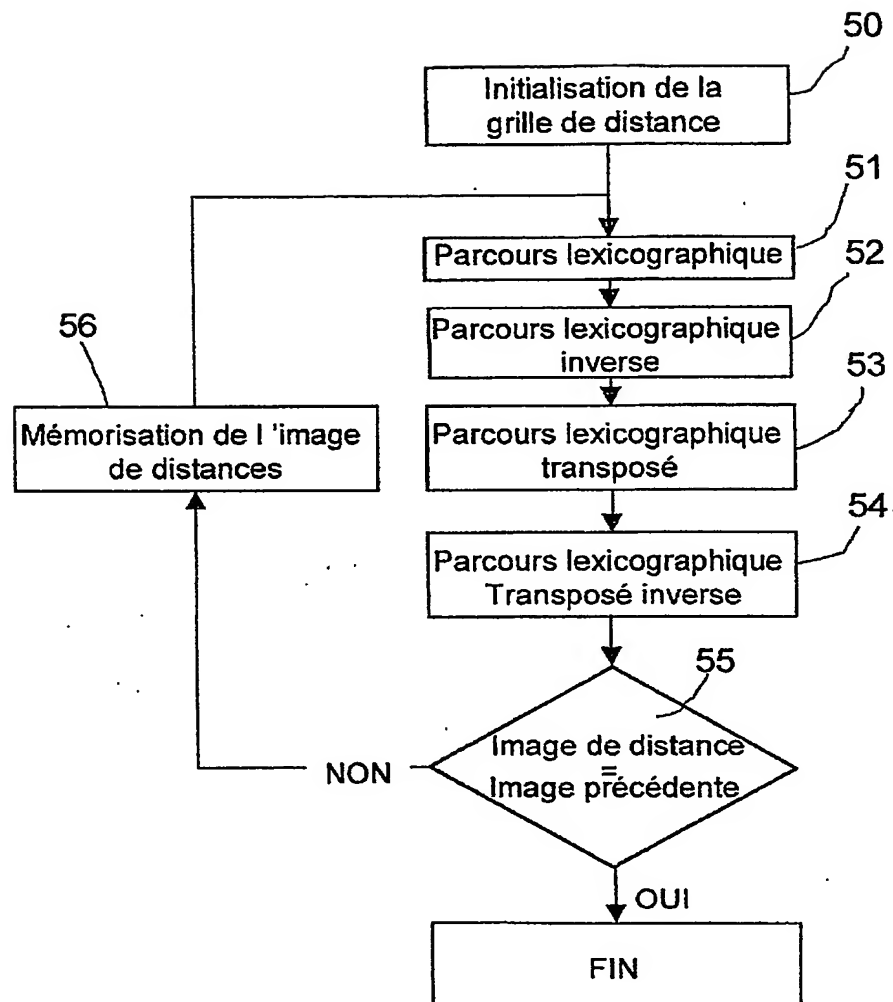 50
Initialisation de la
grille de distance
51
Parcours lexicographique
52
Parcours lexicographique
inverse
56
53
Mémorisation de l 'image
de distances
Parcours lexicographique
transposé
54
Parcours lexicographique
Transposé inverse
55
Image de distance
=
Image précédente
NON
OUI
FIN